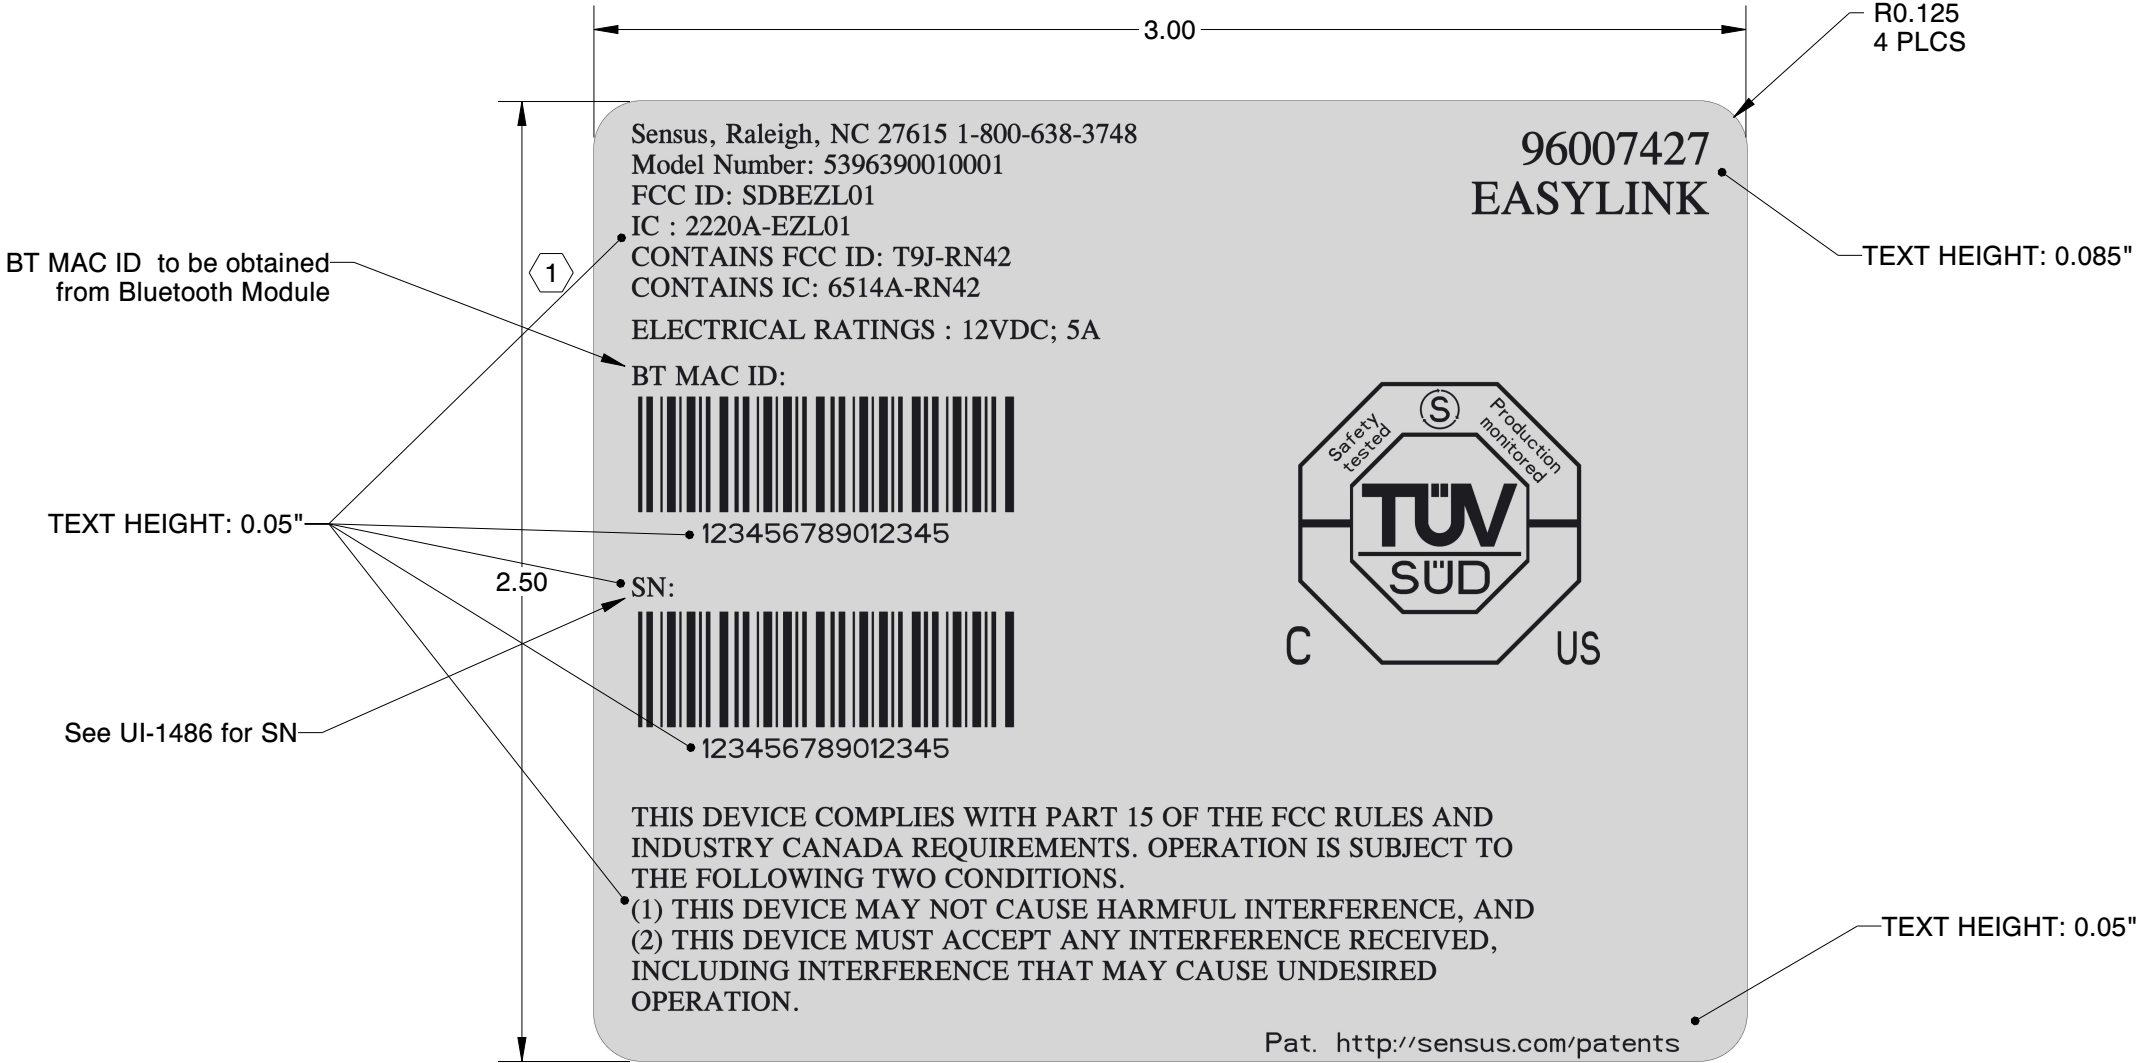 3.00
R0.125
4 PLCS
Sensus, Raleigh, NC 27615 1-800-638-3748
Model Number: 5396390010001
FCC ID: SDBEZL01
IC : 2220A-EZL01
CONTAINS FCC ID: T9J-RN42
CONTAINS IC: 6514A-RN42
ELECTRICAL RATINGS : 12VDC; 5A
96007427
EASYLINK
TEXT HEIGHT: 0.085"
1
BT MAC ID to be obtained
from Bluetooth Module
BT MAC ID:
123456789012345
TEXT HEIGHT: 0.05"
2.50
SN:
123456789012345
See UI-1486 for SN
Safety
tested
S
Production
monitored
TÜV
SÜD
C
US
THIS DEVICE COMPLIES WITH PART 15 OF THE FCC RULES AND
INDUSTRY CANADA REQUIREMENTS. OPERATION IS SUBJECT TO
THE FOLLOWING TWO CONDITIONS.
(1) THIS DEVICE MAY NOT CAUSE HARMFUL INTERFERENCE, AND
(2) THIS DEVICE MUST ACCEPT ANY INTERFERENCE RECEIVED,
INCLUDING INTERFERENCE THAT MAY CAUSE UNDESIRED
OPERATION.
TEXT HEIGHT: 0.05"
Pat. http://sensus.com/patents